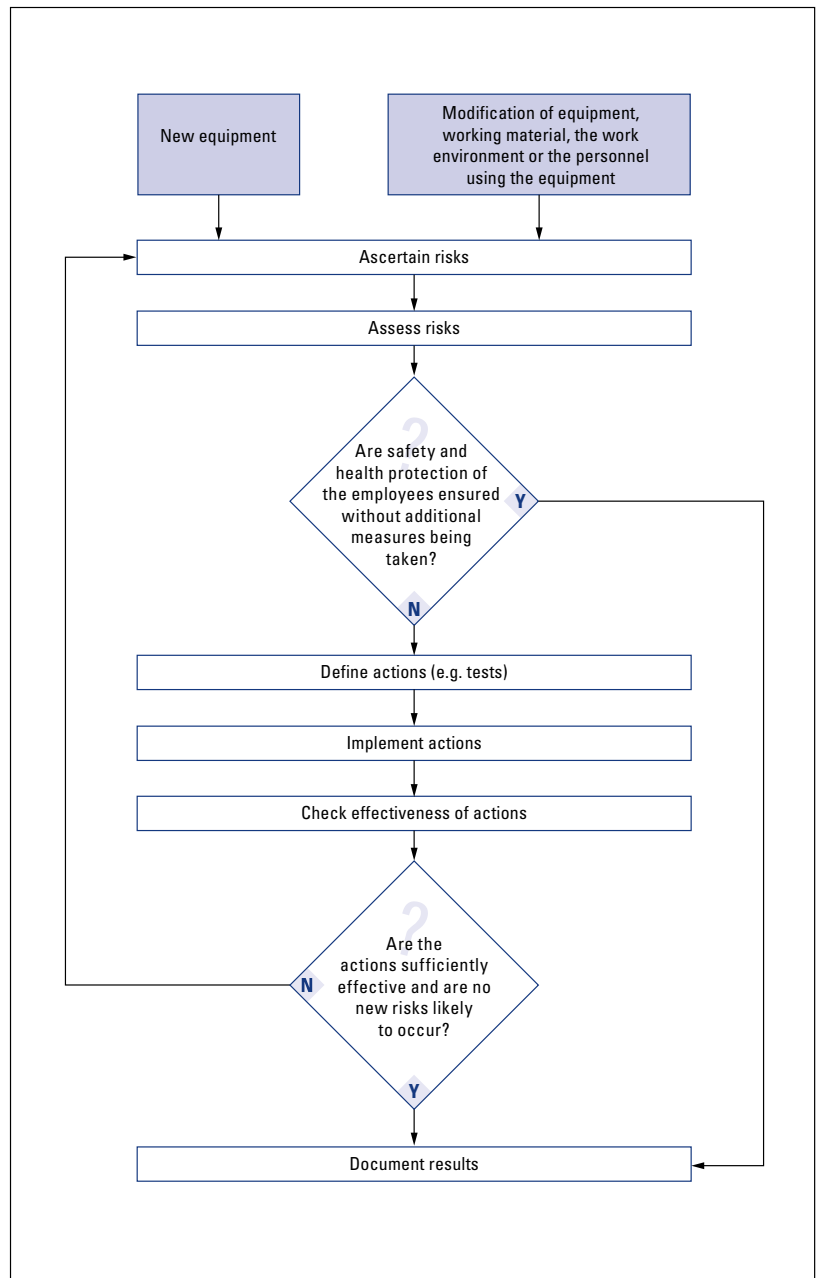 New equipment
Modification of equipment,
working material, the work
environment or the personnel
using the equipment
Ascertain risks
Assess risks
?
Are safety and
health protection of
the employees ensured
without additional
measures being
taken?
Y
N
Define actions (e.g. tests)
Implement actions
Check effectiveness of actions
?
Are the
actions sufficiently
effective and are no
new risks likely
to occur?
N
Y
Document results